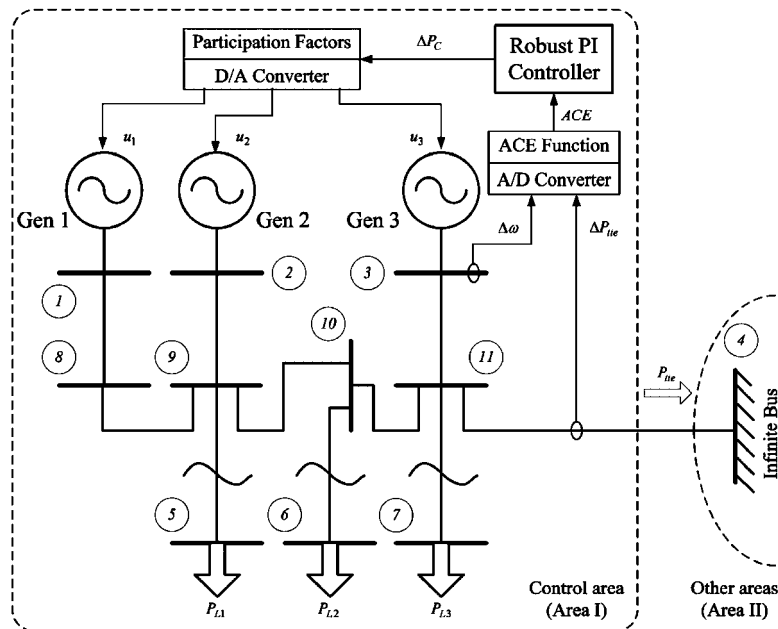 Participation Factors
D/A Converter
ΔP_C
Robust PI
Controller
ACE
ACE Function
A/D Converter
u_1
u_2
u_3
Gen 1
Gen 2
Gen 3
Δω
ΔP_tie
1
2
3
10
4
8
9
11
P_tie
Infinite Bus
5
6
7
P_L1
P_L2
P_L3
Control area
(Area I)
Other areas
(Area II)